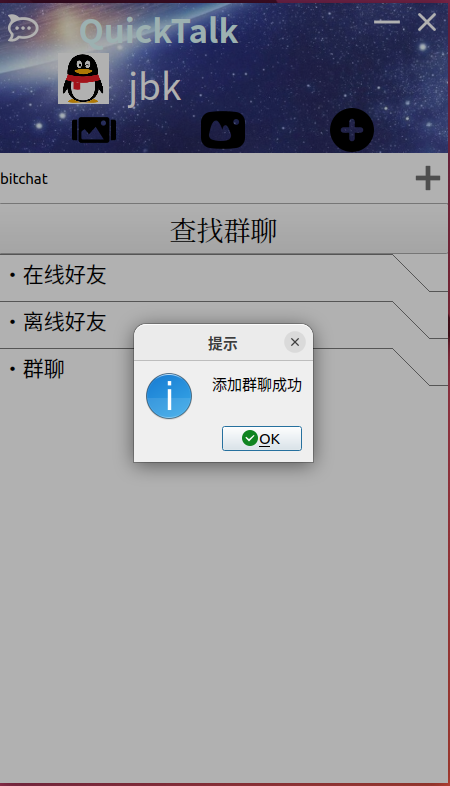 QuickTalk
jbk
bitchat
查找群聊
·在线好友
·离线好友
·群聊
提示
添加群聊成功
OK